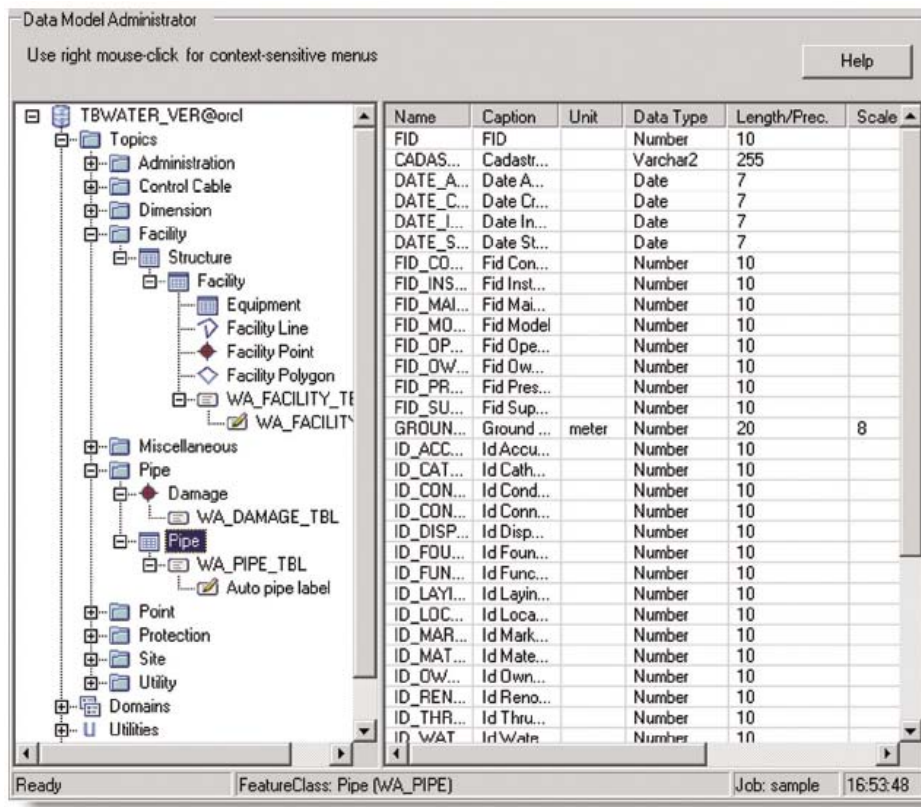 Data Model Administrator
Use right mouse-click for context-sensitive menus
Help
TBWATER_VER@orcl
Topics
Administration
Control Cable
Dimension
Facility
Structure
Facility
Equipment
Facility Line
Facility Point
Facility Polygon
WA_FACILITY_TE
WA_FACILITY
Miscellaneous
Pipe
Damage
WA_DAMAGE_TBL
Pipe
WA_PIPE_TBL
Auto pipe label
Point
Protection
Site
Utility
Domains
U Utilities
Name Caption Unit Data Type Length/Prec. Scale
FID FID Number 10
CADAS... Cadastr... Varchar2 255
DATE_A... Date A... Date 7
DATE_C... Date Cr... Date 7
DATE_I... Date In... Date 7
DATE_S... Date St... Date 7
FID_CO... Fid Con... Number 10
FID_INS... Fid Inst... Number 10
FID_MAI... Fid Mai... Number 10
FID_MO... Fid Model Number 10
FID_OP... Fid Ope... Number 10
FID_OW... Fid Ow... Number 10
FID_PR... Fid Pres... Number 10
FID_SU... Fid Sup... Number 10
GROUN... Ground ... meter Number 20 8
ID_ACC... Id Accu... Number 10
ID_CAT... Id Cath... Number 10
ID_CON... Id Cond... Number 10
ID_CON... Id Conn... Number 10
ID_DISP... Id Disp... Number 10
ID_FOU... Id Foun... Number 10
ID_FUN... Id Func... Number 10
ID_LAYI... Id Layin... Number 10
ID_LOC... Id Loca... Number 10
ID_MAR... Id Mark... Number 10
ID_MAT... Id Mate... Number 10
ID_OW... Id Own... Number 10
ID_REN... Id Reno... Number 10
ID_THR... Id Thru... Number 10
ID_WAT... Id Wate... Number 10
Ready FeatureClass: Pipe (WA_PIPE) Job: sample 16:53:48